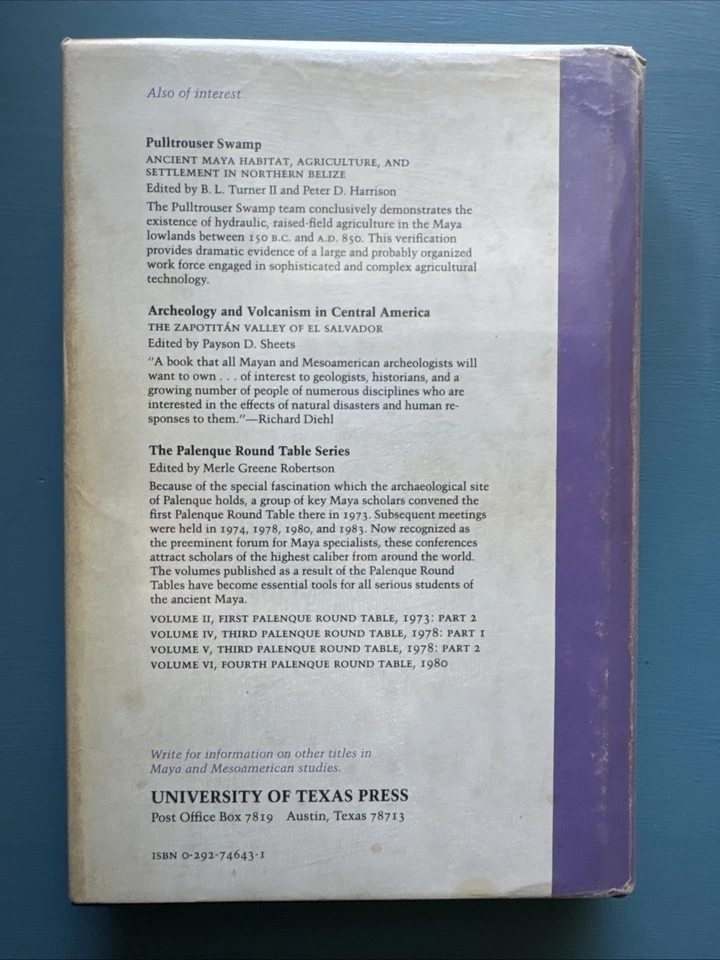 Also of interest
Pulltrouser Swamp
ANCIENT MAYA HABITAT, AGRICULTURE, AND
SETTLEMENT IN NORTHERN BELIZE
Edited by B. L. Turner II and Peter D. Harrison
The Pulltrouser Swamp team conclusively demonstrates the
existence of hydraulic, raised-field agriculture in the Maya
lowlands between 150 B.C. and A.D. 850. This verification
provides dramatic evidence of a large and probably organized
work force engaged in sophisticated and complex agricultural
technology.
Archeology and Volcanism in Central America
THE ZAPOTITÁN VALLEY OF EL SALVADOR
Edited by Payson D. Sheets
"A book that all Mayan and Mesoamerican archeologists will
want to own . . . of interest to geologists, historians, and a
growing number of people of numerous disciplines who are
interested in the effects of natural disasters and human re-
sponses to them."—Richard Diehl
The Palenque Round Table Series
Edited by Merle Greene Robertson
Because of the special fascination which the archaeological site
of Palenque holds, a group of key Maya scholars convened the
first Palenque Round Table there in 1973. Subsequent meetings
were held in 1974, 1978, 1980, and 1983. Now recognized as
the preeminent forum for Maya specialists, these conferences
attract scholars of the highest caliber from around the world.
The volumes published as a result of the Palenque Round
Tables have become essential tools for all serious students of
the ancient Maya.
VOLUME II, FIRST PALENQUE ROUND TABLE, 1973: PART 2
VOLUME IV, THIRD PALENQUE ROUND TABLE, 1978: PART 1
VOLUME V, THIRD PALENQUE ROUND TABLE, 1978: PART 2
VOLUME VI, FOURTH PALENQUE ROUND TABLE, 1980
Write for information on other titles in
Maya and Mesoamerican studies.
UNIVERSITY OF TEXAS PRESS
Post Office Box 7819 Austin, Texas 78713
ISBN 0-292-74643-1